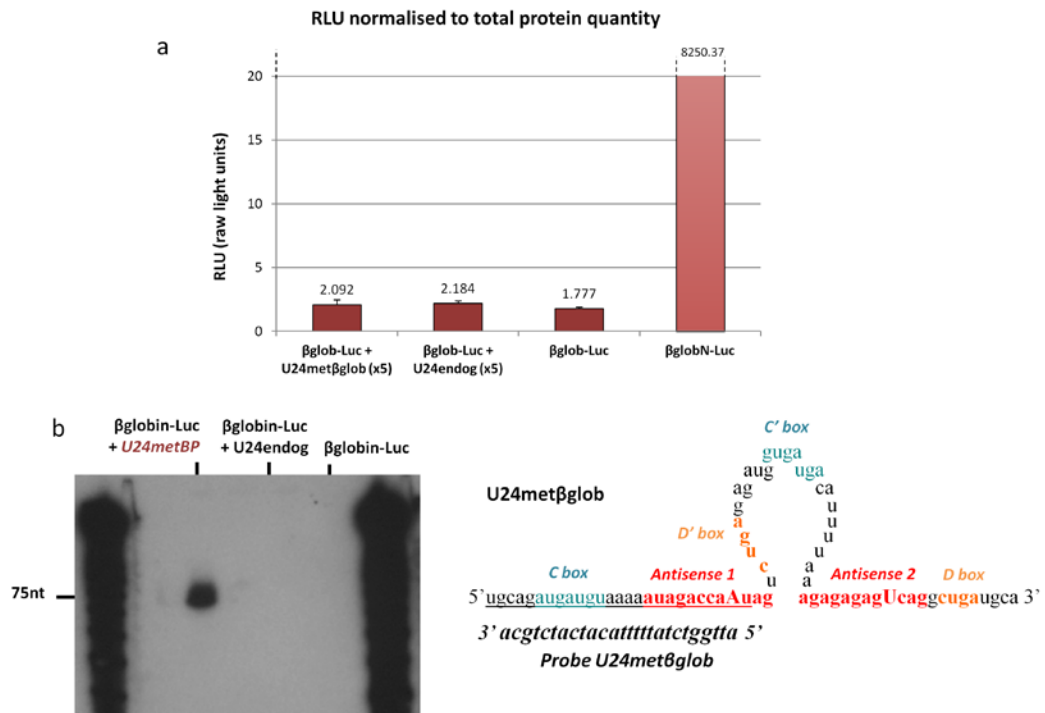 RLU normalised to total protein quantity
a
RLU (raw light units)
20
15
10
5
0
2.092
2.184
1.777
8250.37
βglob-Luc +
U24metβglob (x5)
βglob-Luc +
U24endog (x5)
βglob-Luc
βglobN-Luc
b
βglobin-Luc
+ U24metBP
βglobin-Luc
+ U24endog
βglobin-Luc
75nt
U24metβglob
C' box
guga
aug
uga
ag
ca
g
u
a
u
D' box
g
u
u
u
c
a
u
a
C box
Antisense 1
Antisense 2
D box
5'ugcagaugauguaaaaauagaccaAuag
agagagagUcaggcugaugca 3'
3' acgtctactacatttttatctggtta 5'
Probe U24metβglob